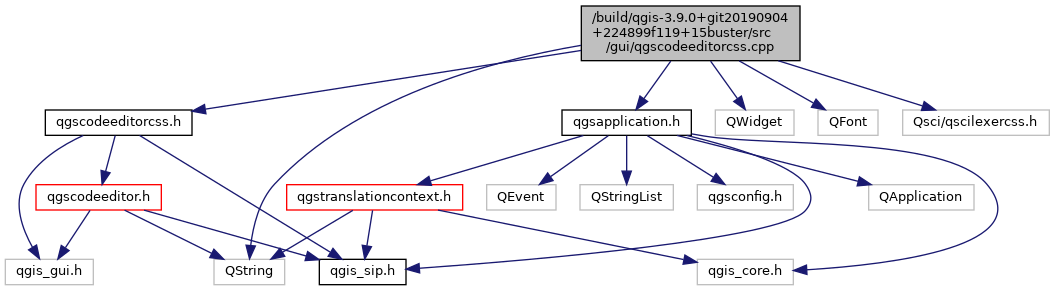 /build/qgis-3.9.0+git20190904
+224899f119+15buster/src
/gui/qgscodeeditorcss.cpp
qgscodeeditorcss.h
qgsapplication.h
QWidget
QFont
Qsci/qscilexercss.h
qgscodeeditor.h
qgstranslationcontext.h
QEvent
QStringList
qgsconfig.h
QApplication
qgis_gui.h
QString
qgis_sip.h
qgis_core.h